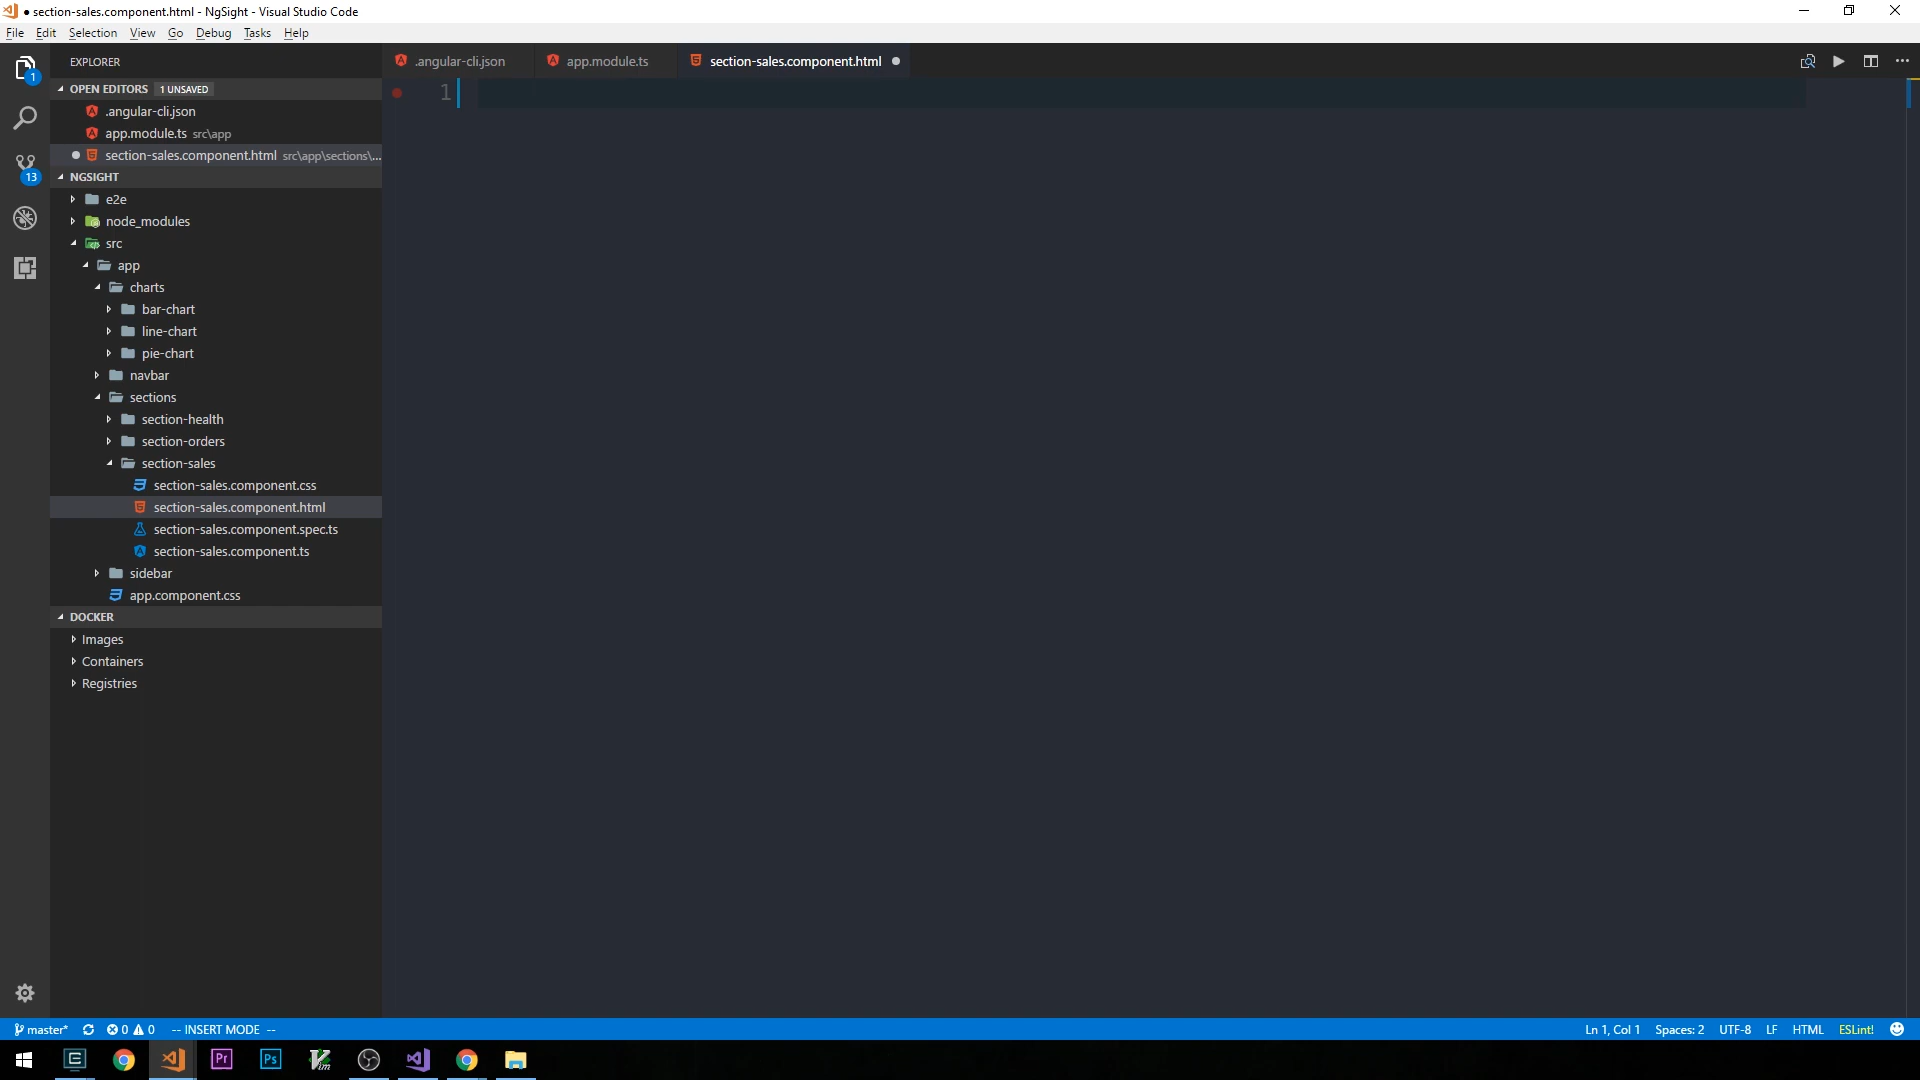 ● section-sales.component.html - NgSight - Visual Studio Code
File Edit Selection View Go Debug Tasks Help
EXPLORER
.angular-cli.json app.module.ts section-sales.component.html
1
OPEN EDITORS 1 UNSAVED
.angular-cli.json
app.module.ts src\app
section-sales.component.html src\app\sections\...
NGSIGHT
e2e
node_modules
src
app
charts
bar-chart
line-chart
pie-chart
navbar
sections
section-health
section-orders
section-sales
section-sales.component.css
section-sales.component.html
section-sales.component.spec.ts
section-sales.component.ts
sidebar
app.component.css
DOCKER
Images
Containers
Registries
1
13
master* 0 0 -- INSERT MODE -- Ln 1, Col 1 Spaces: 2 UTF-8 LF HTML ESLint!
Pr Ps Vim